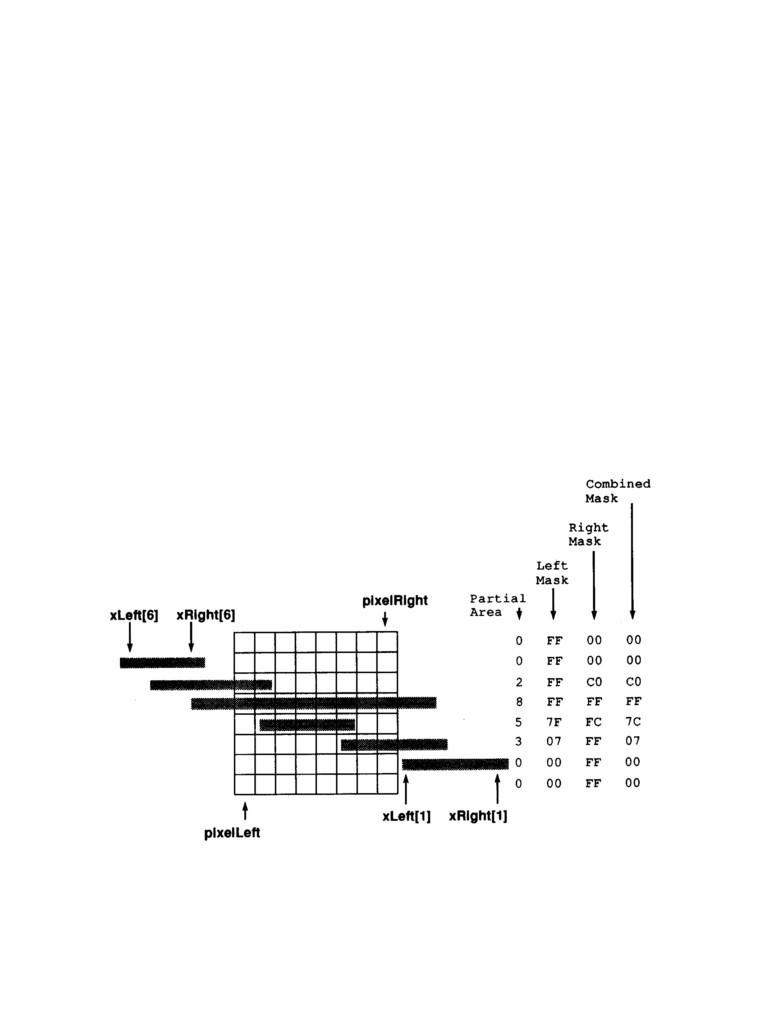 Combined
Mask
Right
Mask
Left
Mask
Partial
Area
pixelRight
xLeft[6] xRight[6]
0 FF 00 00
0 FF 00 00
2 FF C0 C0
8 FF FF FF
5 7F FC 7C
3 07 FF 07
0 00 FF 00
0 00 FF 00
xLeft[1] xRight[1]
pixelLeft